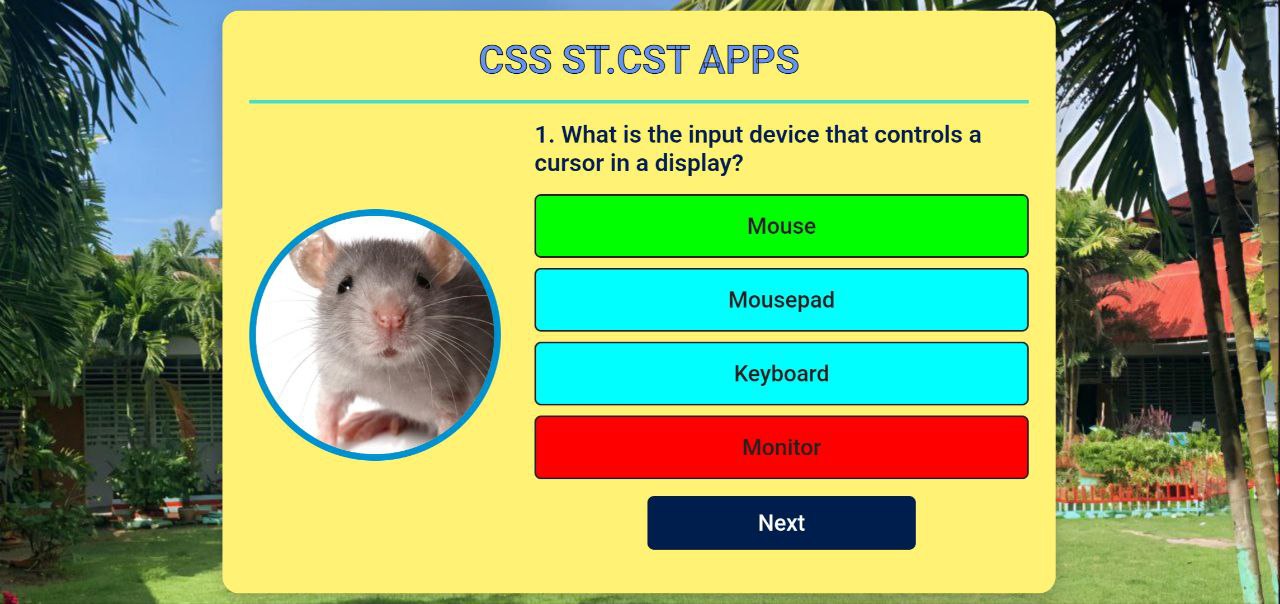 CSS ST.CST APPS
1. What is the input device that controls a
cursor in a display?
Mouse
Mousepad
Keyboard
Monitor
Next